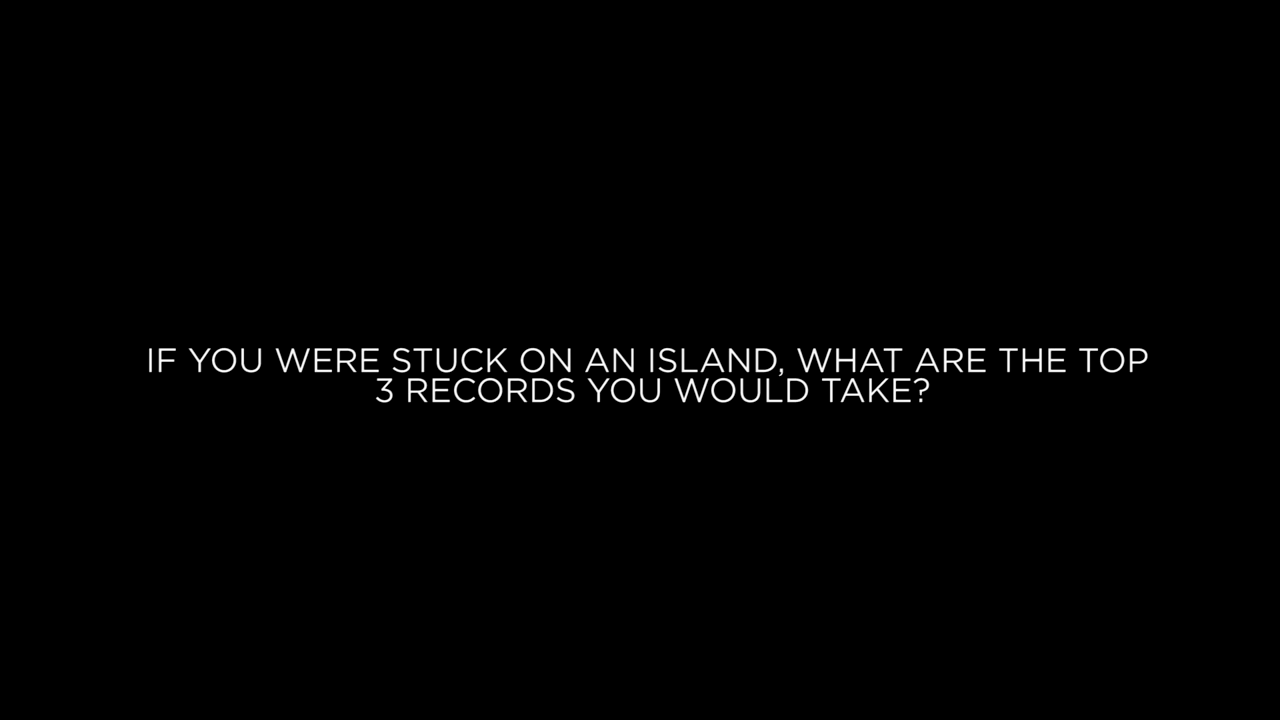 IF YOU WERE STUCK ON AN ISLAND, WHAT ARE THE TOP
3 RECORDS YOU WOULD TAKE?